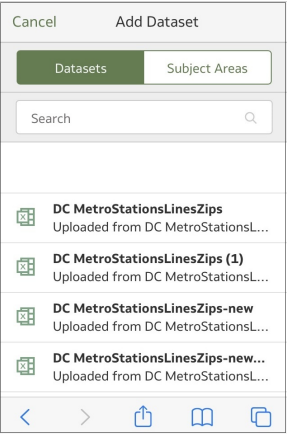 Cancel Add Dataset
Datasets Subject Areas
Search
DC MetroStationsLinesZips
Uploaded from DC MetroStationsL...
DC MetroStationsLinesZips (1)
Uploaded from DC MetroStationsL...
DC MetroStationsLinesZips-new
Uploaded from DC MetroStationsL...
DC MetroStationsLinesZips-new...
Uploaded from DC MetroStationsL...